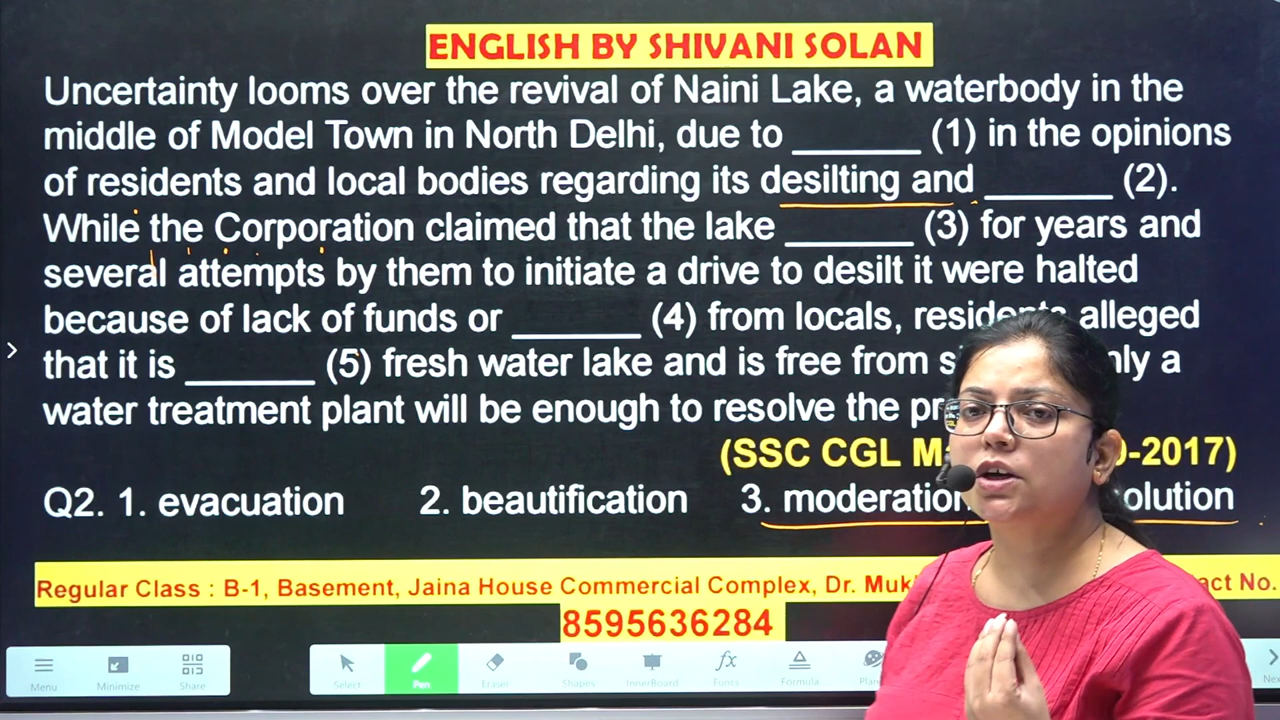 ENGLISH BY SHIVANI SOLAN
Uncertainty looms over the revival of Naini Lake, a waterbody in the
middle of Model Town in North Delhi, due to _______ (1) in the opinions
of residents and local bodies regarding its desilting and _______ (2).
While the Corporation claimed that the lake _______ (3) for years and
several attempts by them to initiate a drive to desilt it were halted
because of lack of funds or _______ (4) from locals, residents alleged
that it is _______ (5) fresh water lake and is free from a
water treatment plant will be enough to resolve the
(SSC CGL -2017)
Q2. 1. evacuation 2. beautification 3. moderation
Regular Class : B-1, Basement, Jaina House Commercial Complex, Dr. No.
8595636284
Menu Minimize Share Select Pen Eraser Shapes InnerBoard Funcs Formula